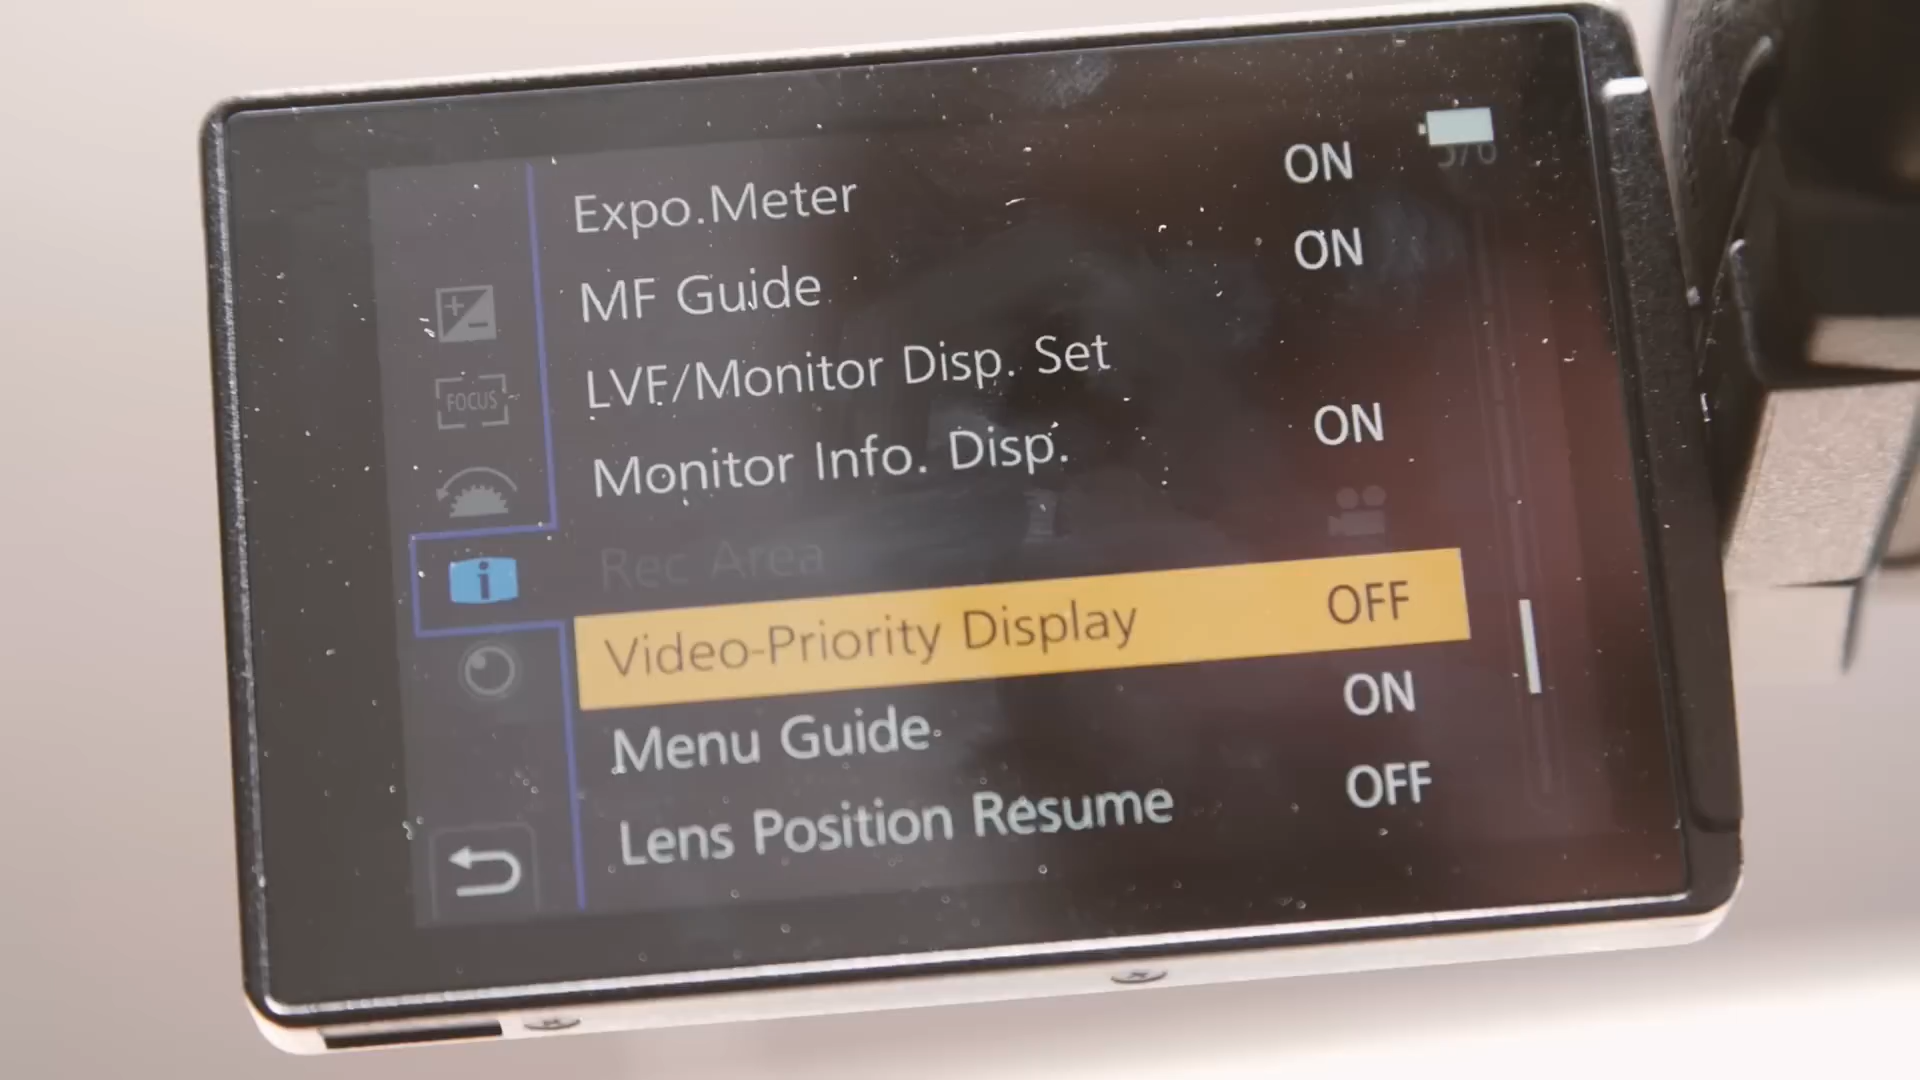 Expo.Meter ON
MF Guide ON
LVF/Monitor Disp. Set
Monitor Info. Disp. ON
FOCUS
Rec Area
Video-Priority Display OFF
Menu Guide ON
Lens Position Resume OFF